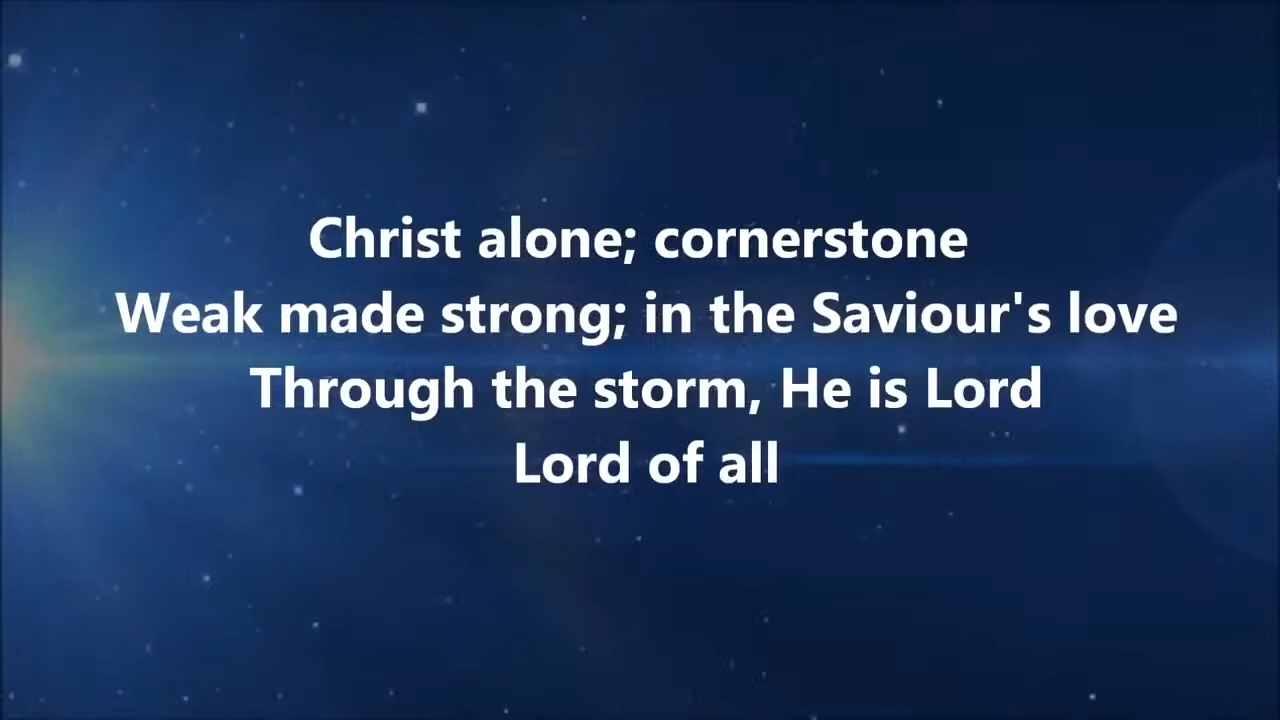 Christ alone; cornerstone
Weak made strong; in the Saviour's love
Through the storm, He is Lord
Lord of all